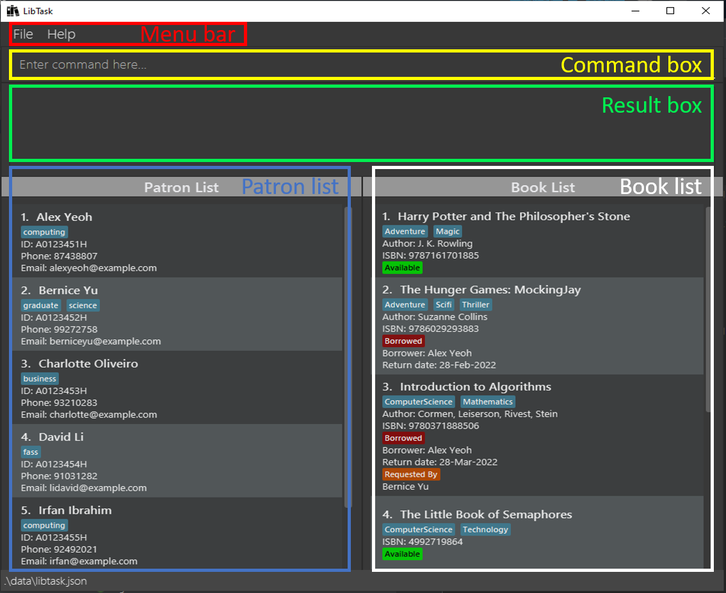 LibTask
File Help Menu bar
Enter command here... Command box
Result box
Patron List Patron list
1. Alex Yeoh
computing
ID: A0123451H
Phone: 87438807
Email: alexyeoh@example.com
2. Bernice Yu
graduate science
ID: A0123452H
Phone: 99272758
Email: berniceyu@example.com
3. Charlotte Oliveiro
business
ID: A0123453H
Phone: 93210283
Email: charlotte@example.com
4. David Li
fass
ID: A0123454H
Phone: 91031282
Email: lidavid@example.com
5. Irfan Ibrahim
computing
ID: A0123455H
Phone: 92492021
Email: irfan@example.com
Book List Book list
1. Harry Potter and The Philosopher's Stone
Adventure Magic
Author: J. K. Rowling
ISBN: 9787161701885
Available
2. The Hunger Games: MockingJay
Adventure Scifi Thriller
Author: Suzanne Collins
ISBN: 9786029293883
Borrowed
Borrower: Alex Yeoh
Return date: 28-Feb-2022
3. Introduction to Algorithms
ComputerScience Mathematics
Author: Cormen, Leiserson, Rivest, Stein
ISBN: 9780371888506
Borrowed
Borrower: Alex Yeoh
Return date: 28-Mar-2022
Requested By
Bernice Yu
4. The Little Book of Semaphores
ComputerScience Technology
ISBN: 4992719864
Available
.\data\libtask.json